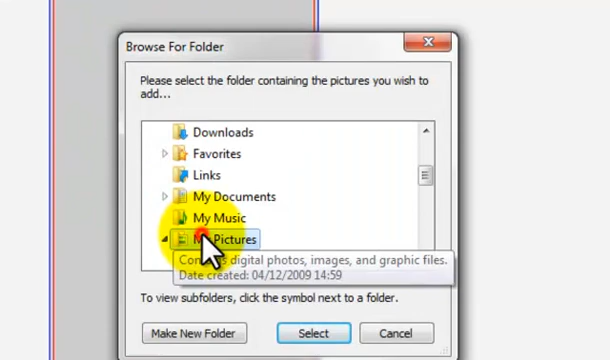 Browse For Folder
Please select the folder containing the pictures you wish to
add...
Downloads
Favorites
Links
My Documents
My Music
Pictures
digital photos, images, and graphic files.
Date created: 04/12/2009 14:59
To view subfolders, click the symbol next to a folder.
Make New Folder
Select
Cancel